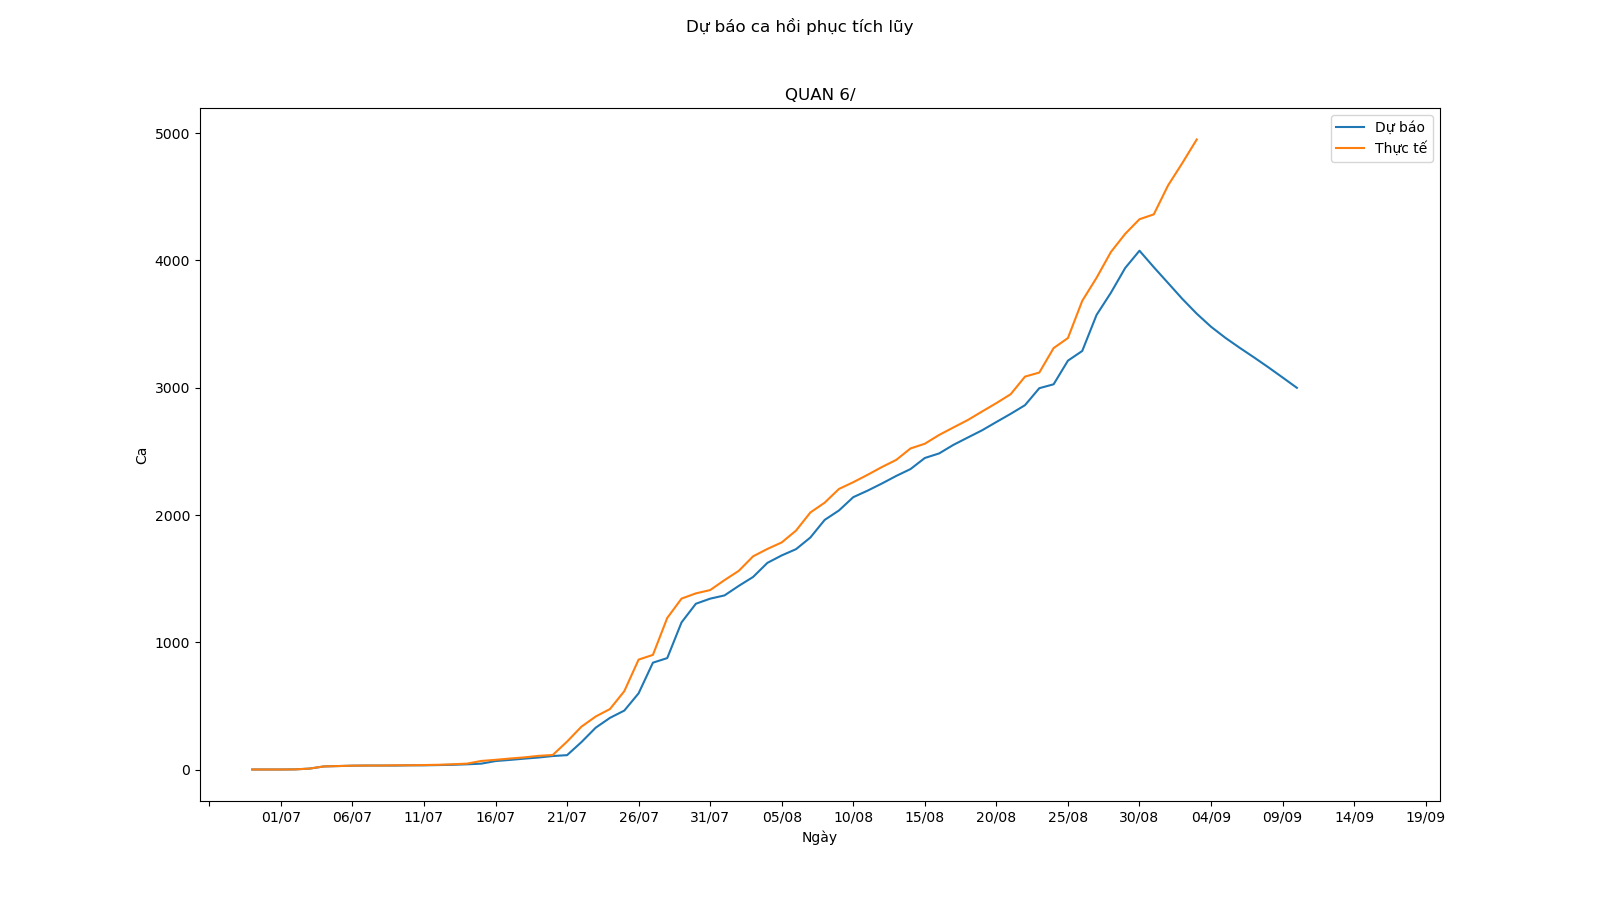 Dự báo ca hồi phục tích lũy
QUAN 6/
Dự báo
Thực tế
5000
4000
3000
2000
1000
0
Ca
01/07 06/07 11/07 16/07 21/07 26/07 31/07 05/08 10/08 15/08 20/08 25/08 30/08 04/09 09/09 14/09 19/09
Ngày